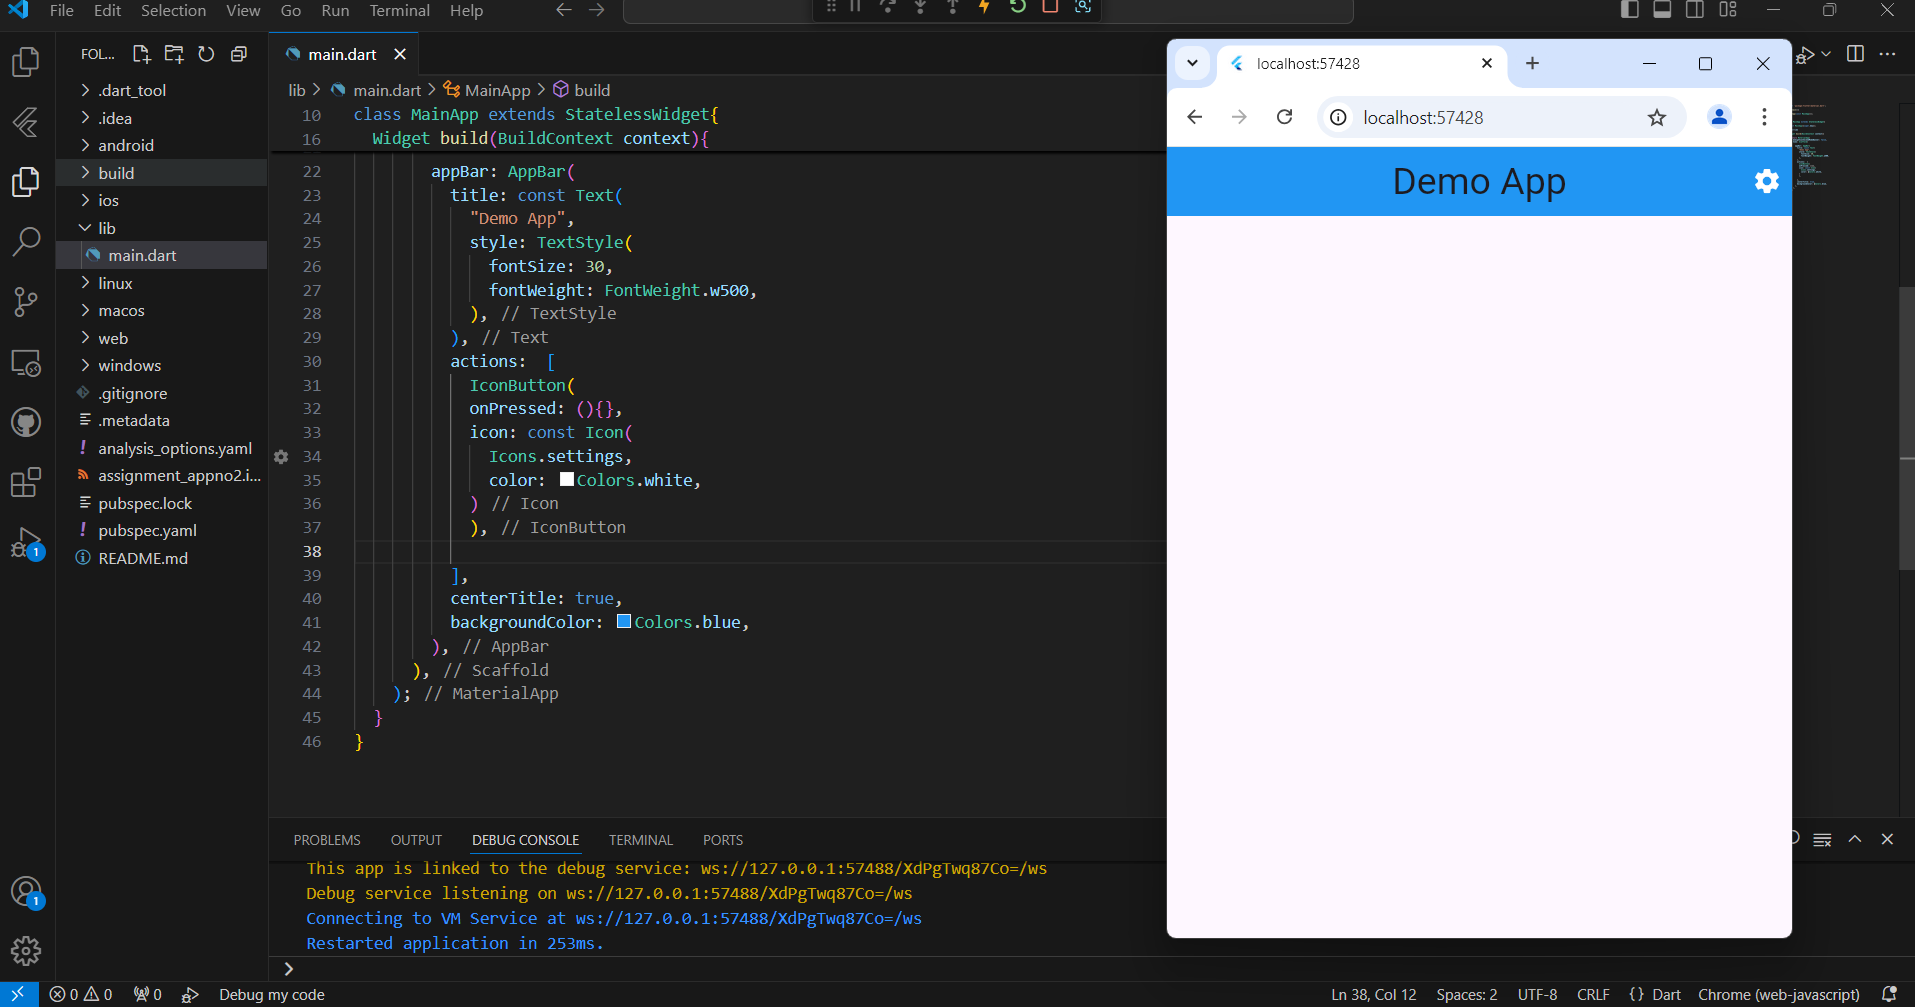 File Edit Selection View Go Run Terminal Help
FOL...
main.dart
.dart_tool
.idea
android
build
ios
lib
main.dart
linux
macos
web
windows
.gitignore
.metadata
analysis_options.yaml
assignment_appno2.i...
pubspec.lock
pubspec.yaml
README.md
1
1
lib > main.dart > MainApp > build
10 class MainApp extends StatelessWidget{
16 Widget build(BuildContext context){
22 appBar: AppBar(
23 title: const Text(
24 "Demo App",
25 style: TextStyle(
26 fontSize: 30,
27 fontWeight: FontWeight.w500,
28 ), // TextStyle
29 ), // Text
30 actions:  [
31 IconButton(
32 onPressed: (){},
33 icon: const Icon(
34 Icons.settings,
35 color: Colors.white,
36 ) // Icon
37 ), // IconButton
38
39 ],
40 centerTitle: true,
41 backgroundColor: Colors.blue,
42 ), // AppBar
43 ), // Scaffold
44 ); // MaterialApp
45 }
46 }
PROBLEMS OUTPUT DEBUG CONSOLE TERMINAL PORTS
This app is linked to the debug service: ws://127.0.0.1:57488/XdPgTwq87Co=/ws
Debug service listening on ws://127.0.0.1:57488/XdPgTwq87Co=/ws
Connecting to VM Service at ws://127.0.0.1:57488/XdPgTwq87Co=/ws
Restarted application in 253ms.
localhost:57428
localhost:57428
Demo App
0 0 0 Debug my code Ln 38, Col 12 Spaces: 2 UTF-8 CRLF {} Dart Chrome (web-javascript)